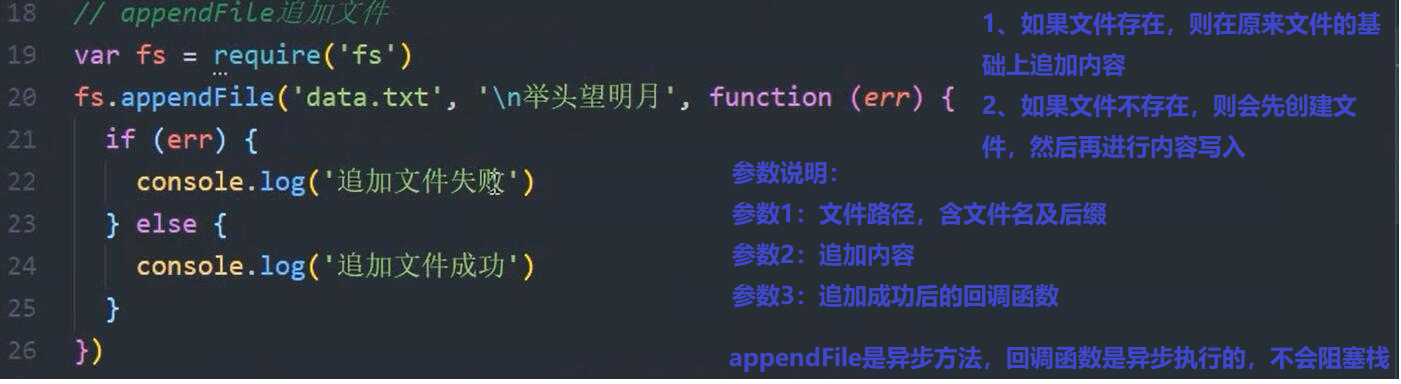 18 // appendFile追加文件
19 var fs = require('fs')
20 fs.appendFile('data.txt', '\n举头望明月', function (err) {
21 if (err) {
22 console.log('追加文件失败')
23 } else {
24 console.log('追加文件成功')
25 }
26 })
1、如果文件存在，则在原来文件的基
础上追加内容
2、如果文件不存在，则会先创建文
件，然后再进行内容写入
参数说明：
参数1：文件路径，含文件名及后缀
参数2：追加内容
参数3：追加成功后的回调函数
appendFile是异步方法，回调函数是异步执行的，不会阻塞栈